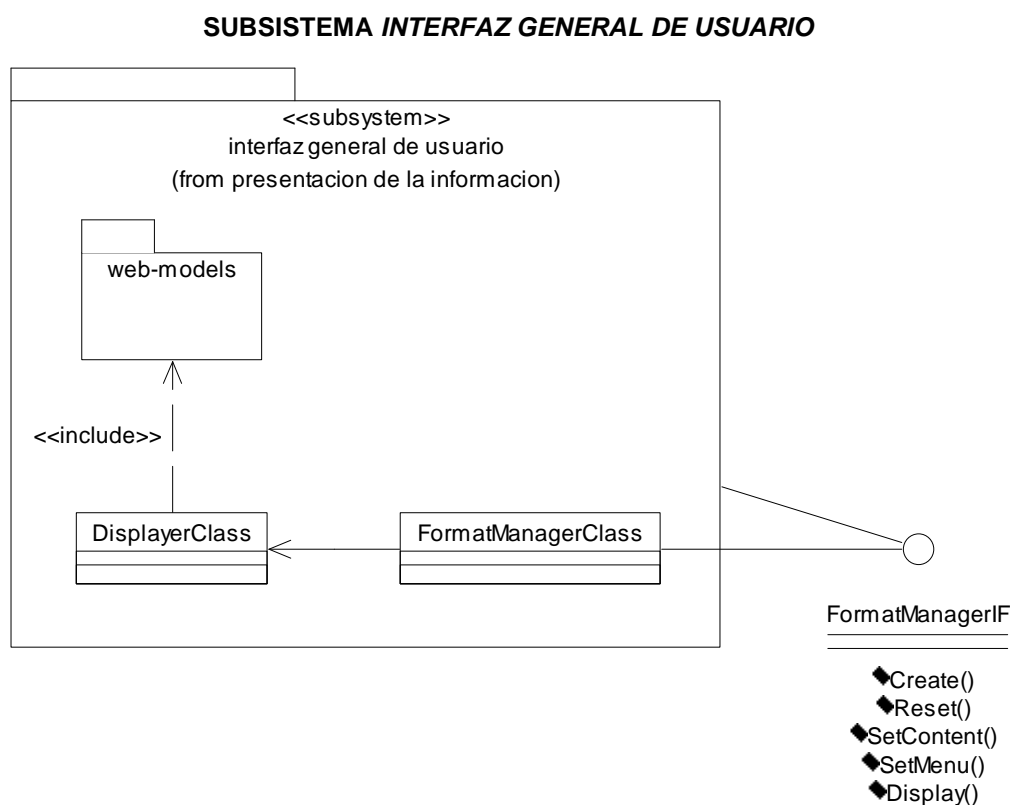 SUBSISTEMA INTERFAZ GENERAL DE USUARIO
<<subsystem>>
interfaz general de usuario
(from presentacion de la informacion)
web-models
<<include>>
DisplayerClass
FormatManagerClass
FormatManagerIF
Create()
Reset()
SetContent()
SetMenu()
Display()